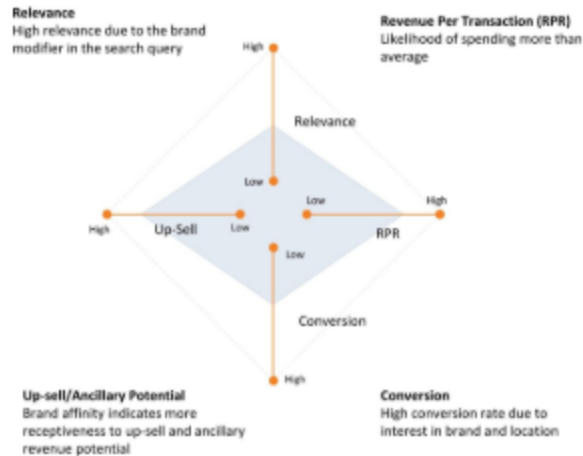 Relevance
High relevance due to the brand
modifier in the search query
Revenue Per Transaction (RPR)
Likelihood of spending more than
average
High
Relevance
Low
Low
High
High
Up-Sell
Low
RPR
Low
Conversion
High
Up-sell/Ancillary Potential
Brand affinity indicates more
receptiveness to up-sell and ancillary
revenue potential
Conversion
High conversion rate due to
interest in brand and location